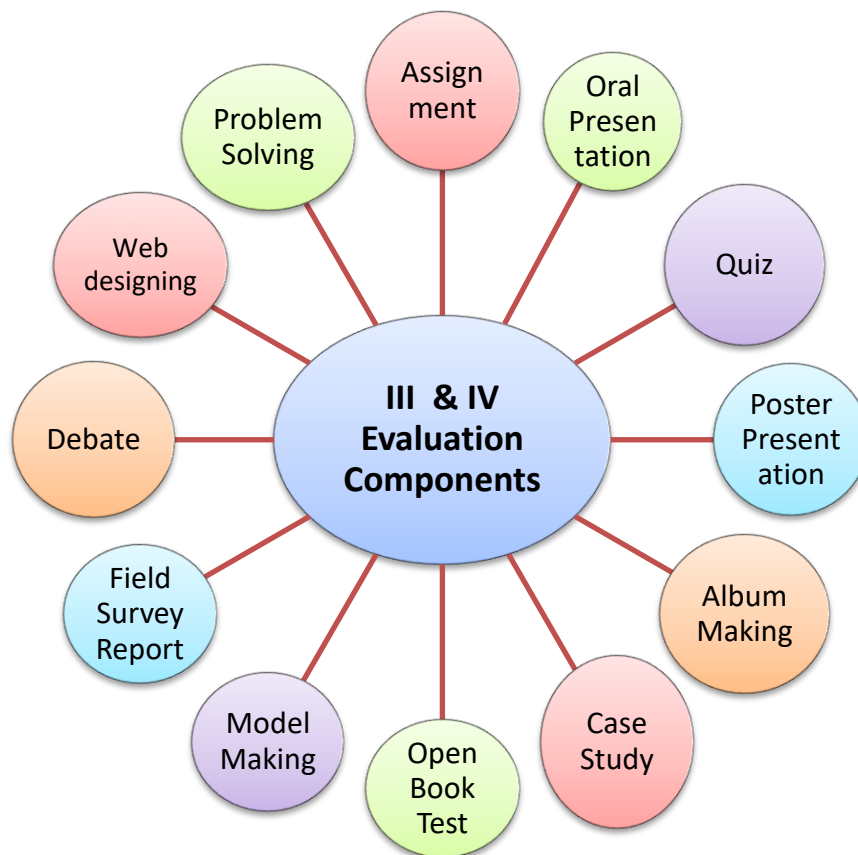 Assign
ment
Oral
Presen
tation
Quiz
Poster
Present
ation
Album
Making
Case
Study
Open
Book
Test
Model
Making
Field
Survey
Report
Debate
Web
designing
Problem
Solving
III & IV
Evaluation
Components